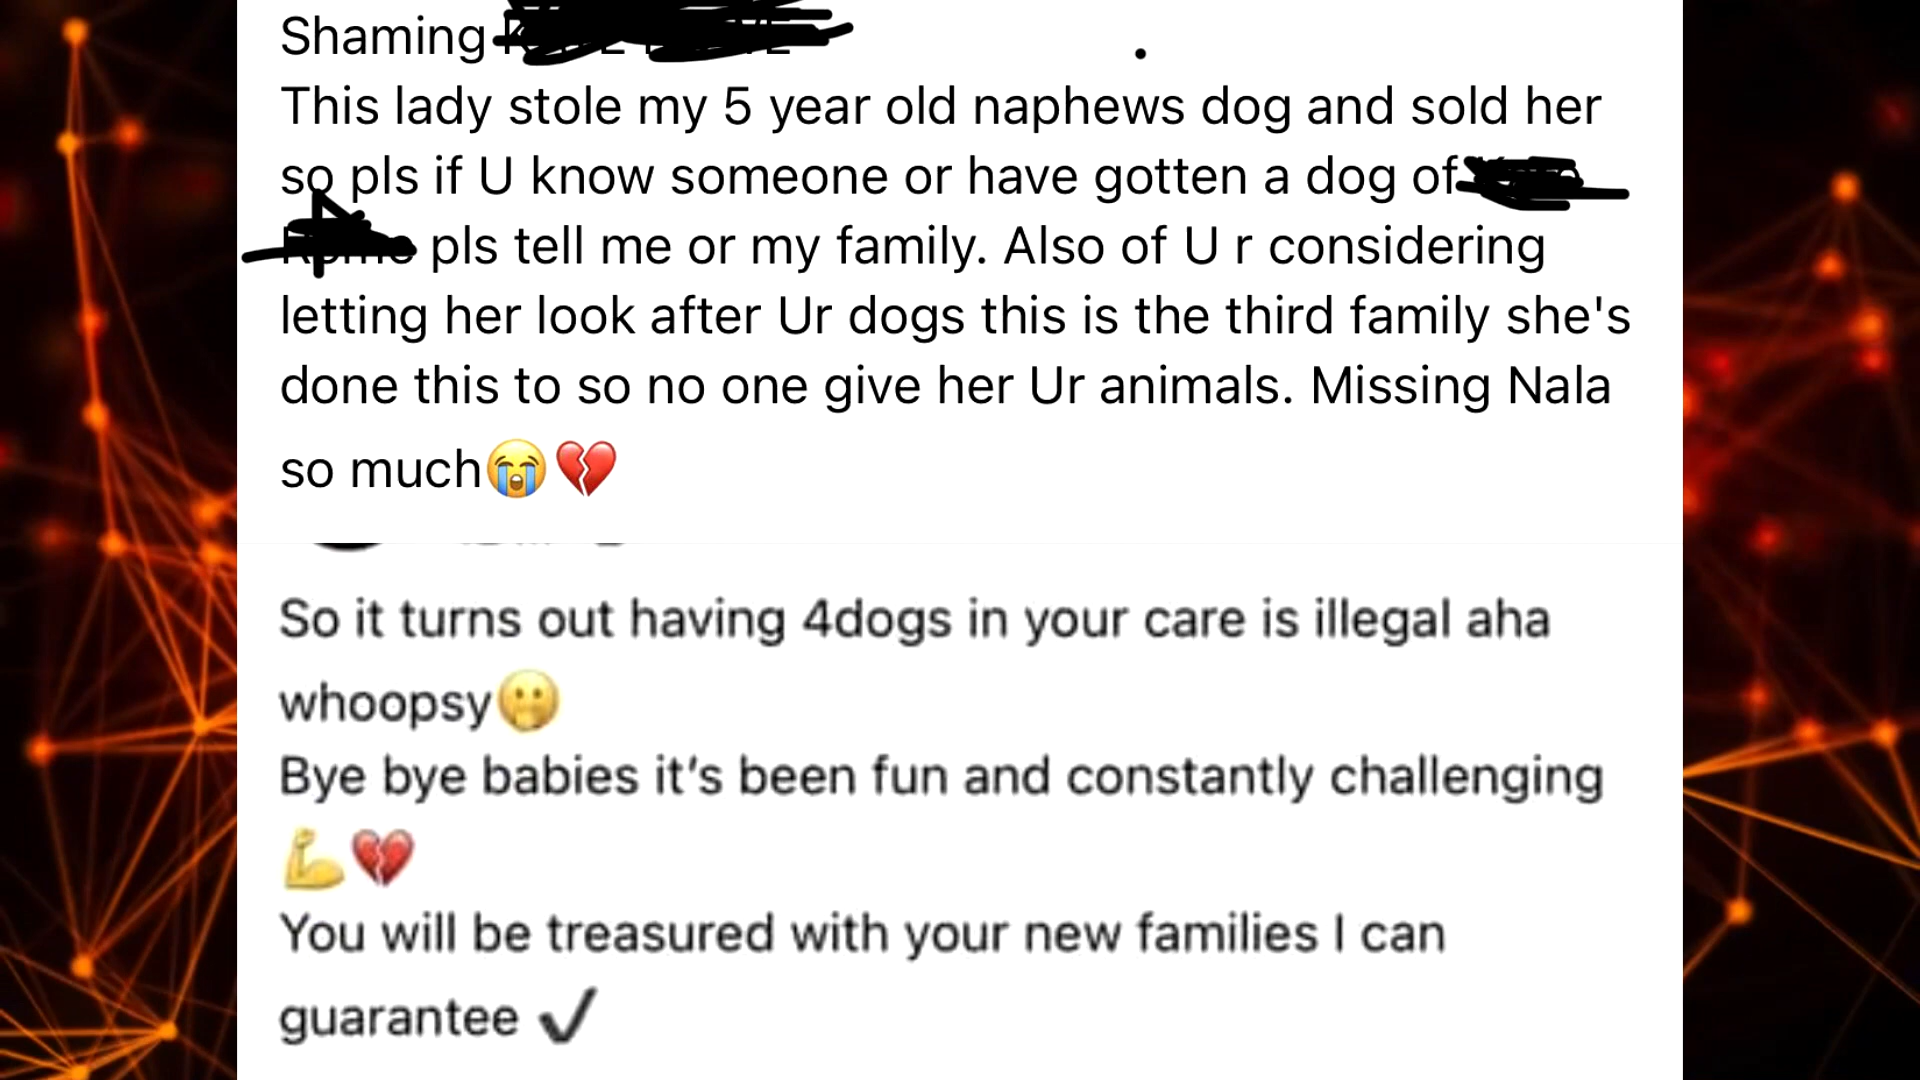 Shaming
This lady stole my 5 year old naphews dog and sold her
so pls if U know someone or have gotten a dog of
pls tell me or my family. Also of U r considering
letting her look after Ur dogs this is the third family she's
done this to so no one give her Ur animals. Missing Nala
so much😭💔
So it turns out having 4dogs in your care is illegal aha
whoopsy🫢
Bye bye babies it's been fun and constantly challenging
💪💔
You will be treasured with your new families I can
guarantee ✔